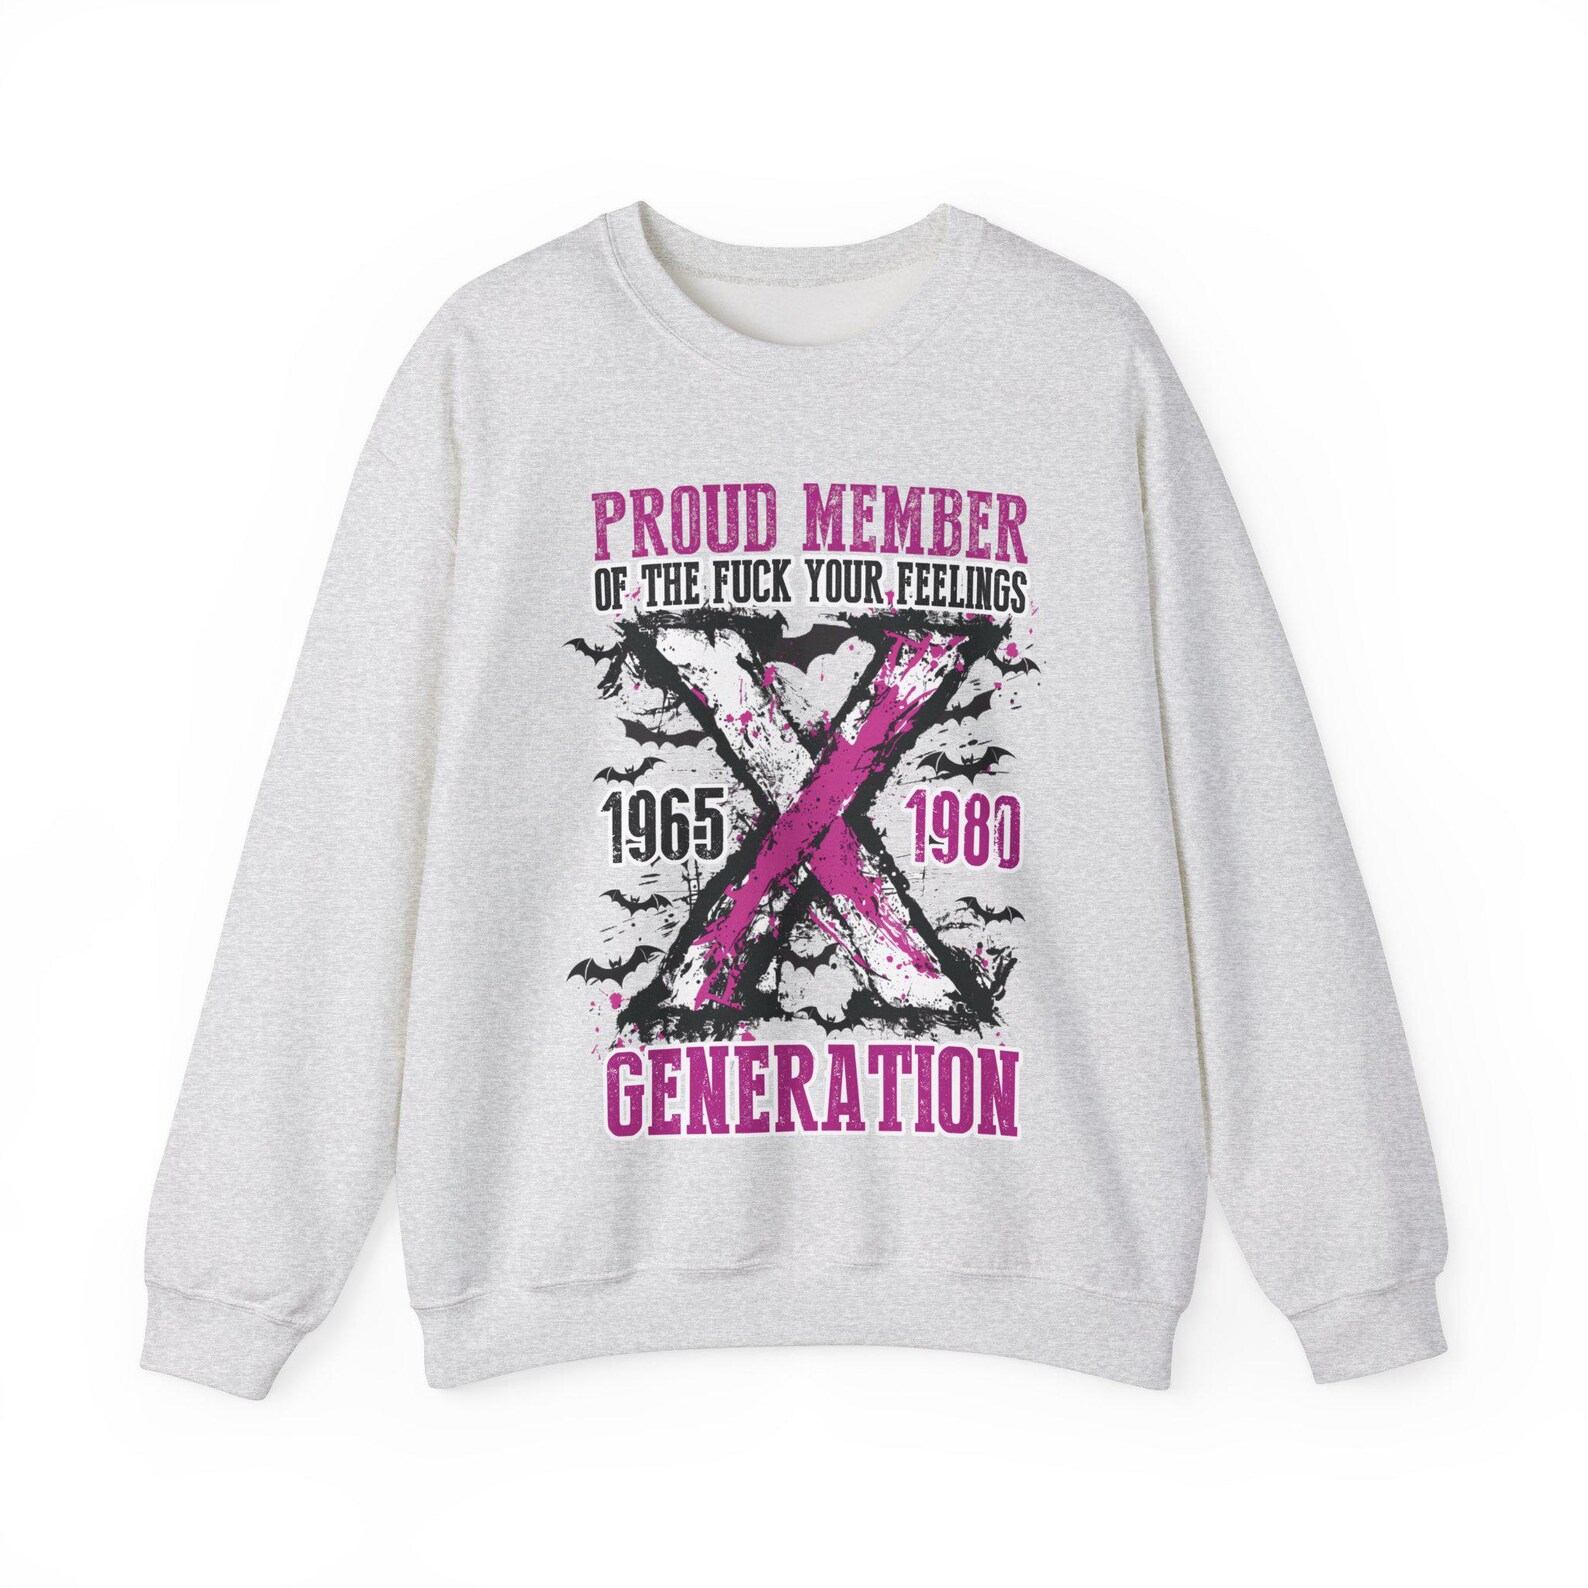 PROUD MEMBER
OF THE FUCK YOUR FEELINGS
X
1965 1980
GENERATION